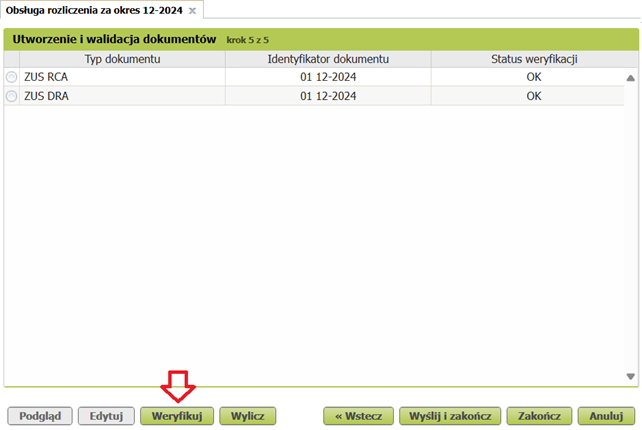 Obsługa rozliczenia za okres 12-2024
Utworzenie i walidacja dokumentów krok 5 z 5
Typ dokumentu Identyfikator dokumentu Status weryfikacji
ZUS RCA 01 12-2024 OK
ZUS DRA 01 12-2024 OK
Podgląd Edytuj Weryfikuj Wylicz « Wstecz Wyślij i zakończ Zakończ Anuluj